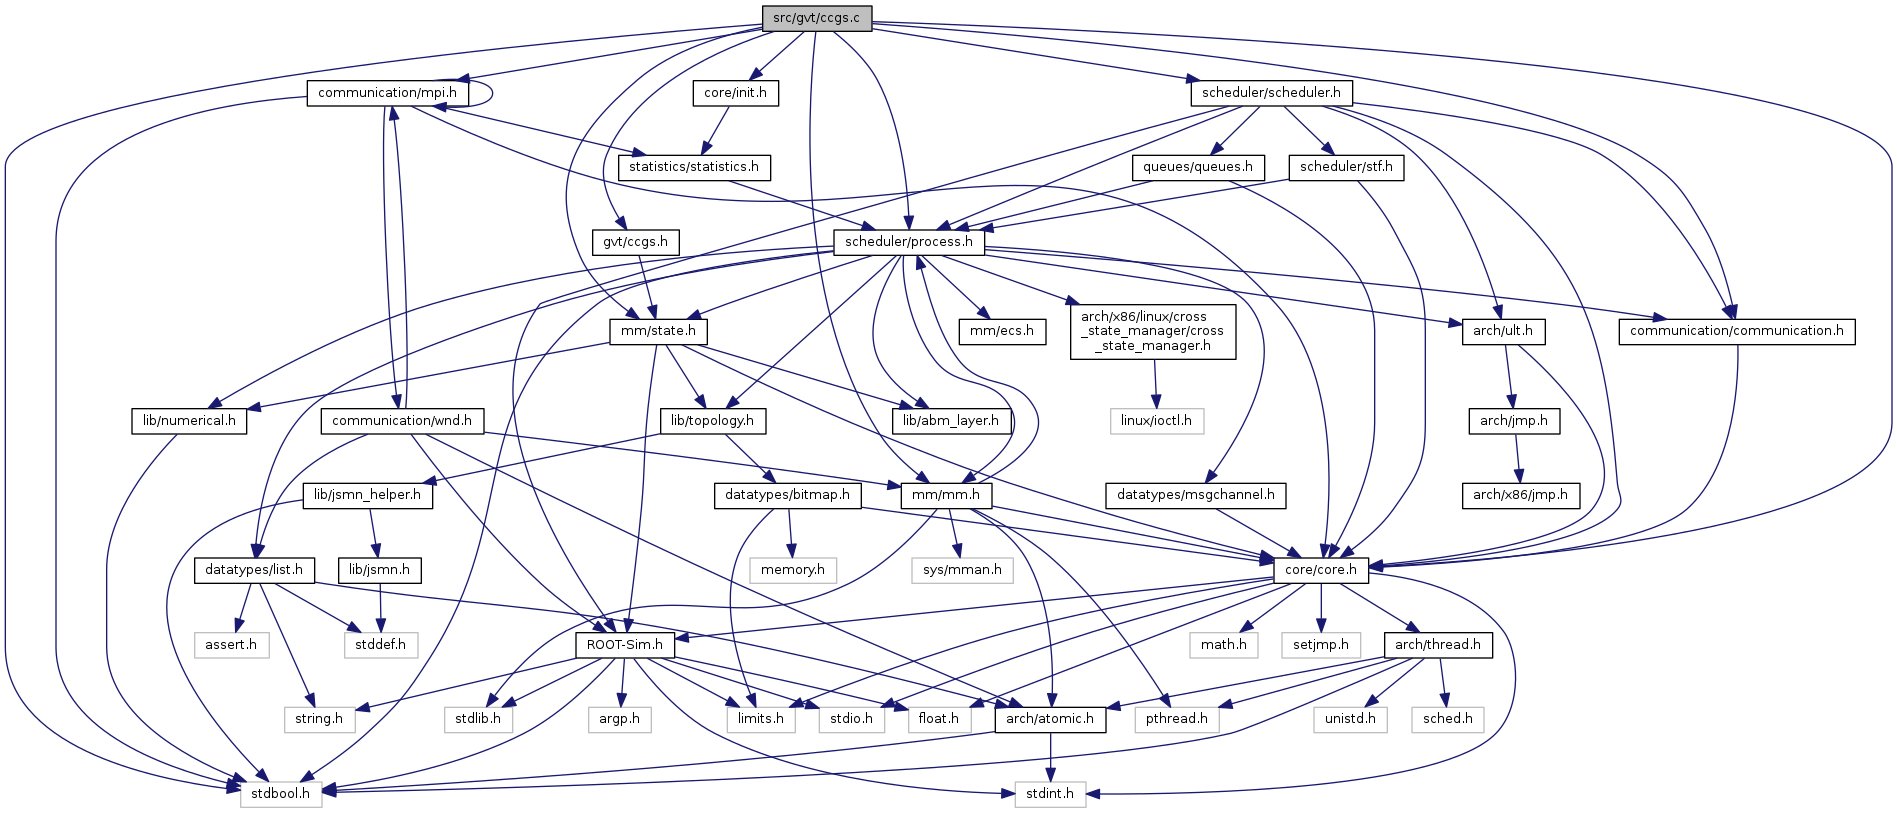 src/gvt/ccgs.c
communication/mpi.h
core/init.h
scheduler/scheduler.h
statistics/statistics.h
queues/queues.h
scheduler/stf.h
gvt/ccgs.h
scheduler/process.h
mm/state.h
mm/ecs.h
arch/x86/linux/cross
_state_manager/cross
_state_manager.h
arch/ult.h
communication/communication.h
lib/numerical.h
communication/wnd.h
lib/topology.h
lib/abm_layer.h
linux/ioctl.h
arch/jmp.h
lib/jsmn_helper.h
datatypes/bitmap.h
mm/mm.h
datatypes/msgchannel.h
arch/x86/jmp.h
datatypes/list.h
lib/jsmn.h
memory.h
sys/mman.h
core/core.h
assert.h
stddef.h
ROOT-Sim.h
math.h
setjmp.h
arch/thread.h
string.h
stdlib.h
argp.h
limits.h
stdio.h
float.h
arch/atomic.h
pthread.h
unistd.h
sched.h
stdbool.h
stdint.h